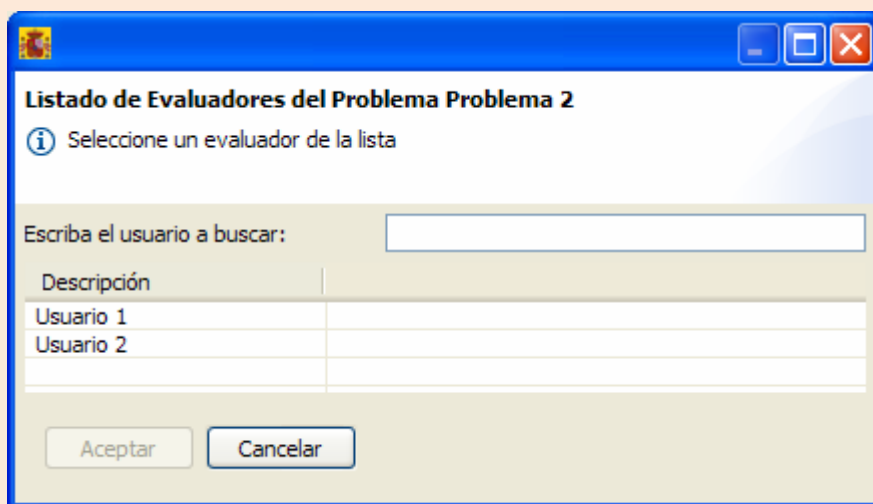 Listado de Evaluadores del Problema Problema 2
Seleccione un evaluador de la lista
Escriba el usuario a buscar:
Descripción
Usuario 1
Usuario 2
Aceptar Cancelar